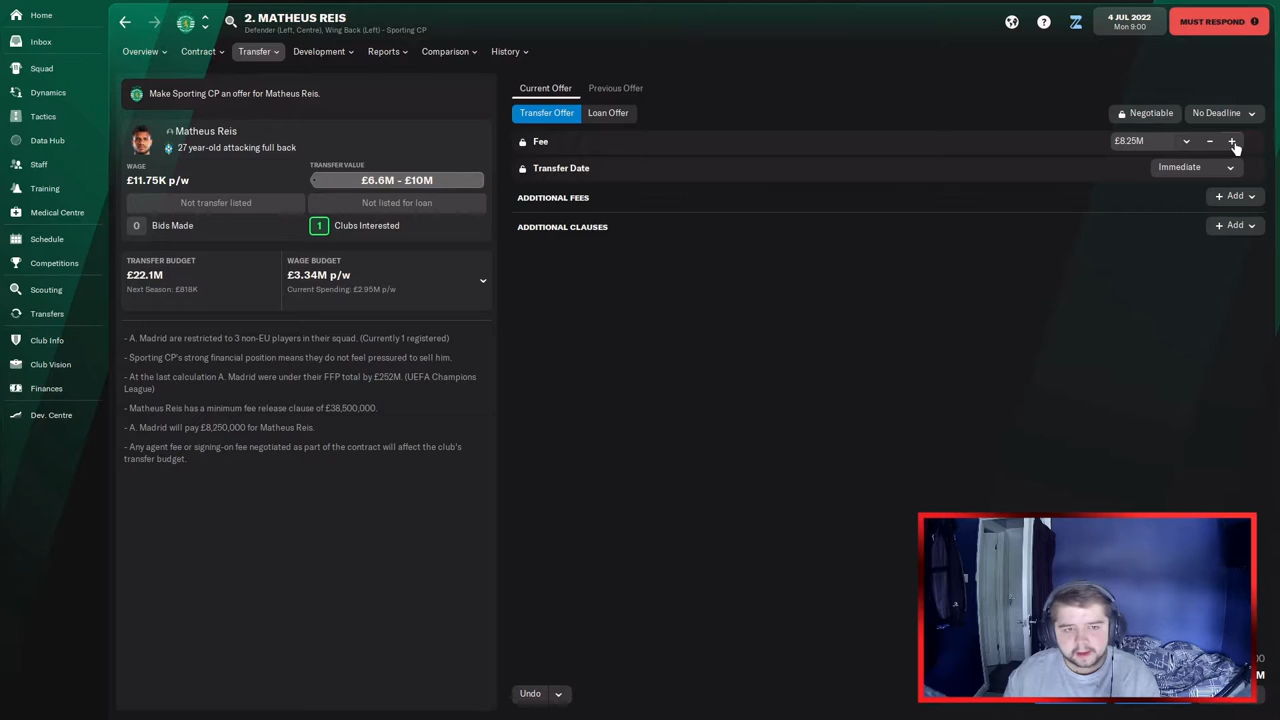 Home
Inbox
Squad
Dynamics
Tactics
Data Hub
Staff
Training
Medical Centre
Schedule
Competitions
Scouting
Transfers
Club Info
Club Vision
Finances
Dev. Centre
2. MATHEUS REIS
Defender (Left, Centre), Wing Back (Left) - Sporting CP
4 JUL 2022
Mon 9:00
MUST RESPOND
Overview
Contract
Transfer
Development
Reports
Comparison
History
Make Sporting CP an offer for Matheus Reis.
Matheus Reis
27 year-old attacking full back
WAGE
£11.75K p/w
TRANSFER VALUE
£6.6M - £10M
Not transfer listed
Not listed for loan
0 Bids Made
1 Clubs Interested
TRANSFER BUDGET
£22.1M
Next Season: £818K
WAGE BUDGET
£3.34M p/w
Current Spending: £2.95M p/w
- A. Madrid are restricted to 3 non-EU players in their squad. (Currently 1 registered)
- Sporting CP's strong financial position means they do not feel pressured to sell him.
- At the last calculation A. Madrid were under their FFP total by £252M. (UEFA Champions
League)
- Matheus Reis has a minimum fee release clause of £38,500,000.
- A. Madrid will pay £8,250,000 for Matheus Reis.
- Any agent fee or signing-on fee negotiated as part of the contract will affect the club's
transfer budget.
Current Offer
Previous Offer
Transfer Offer
Loan Offer
Negotiable
No Deadline
Fee
£8.25M
Transfer Date
Immediate
ADDITIONAL FEES
+ Add
ADDITIONAL CLAUSES
+ Add
Undo